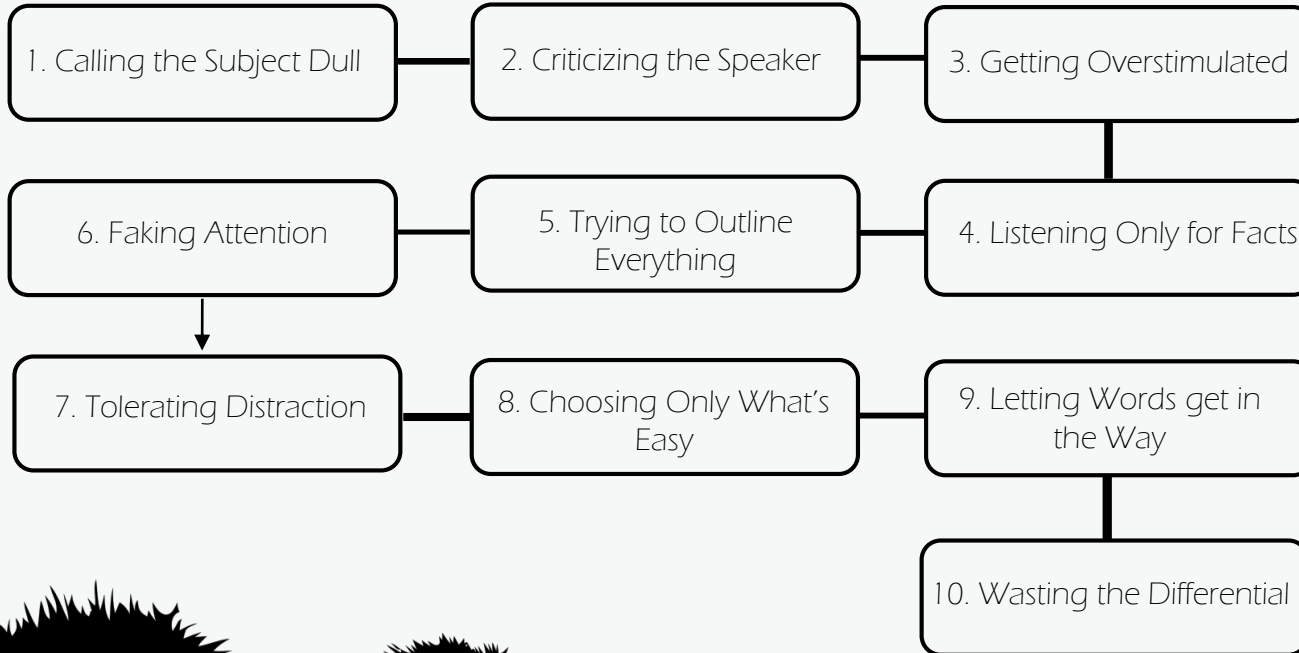 1. Calling the Subject Dull
2. Criticizing the Speaker
3. Getting Overstimulated
4. Listening Only for Facts
5. Trying to Outline
Everything
6. Faking Attention
7. Tolerating Distraction
8. Choosing Only What's
Easy
9. Letting Words get in
the Way
10. Wasting the Differential